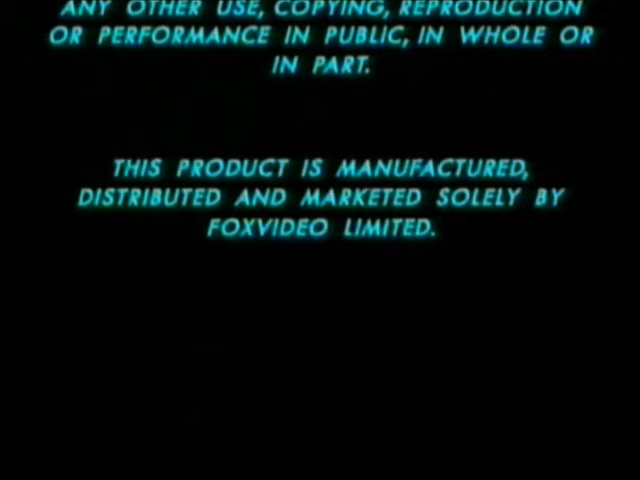 ANY OTHER USE, COPYING, REPRODUCTION
OR PERFORMANCE IN PUBLIC, IN WHOLE OR
IN PART.
THIS PRODUCT IS MANUFACTURED,
DISTRIBUTED AND MARKETED SOLELY BY
FOXVIDEO LIMITED.